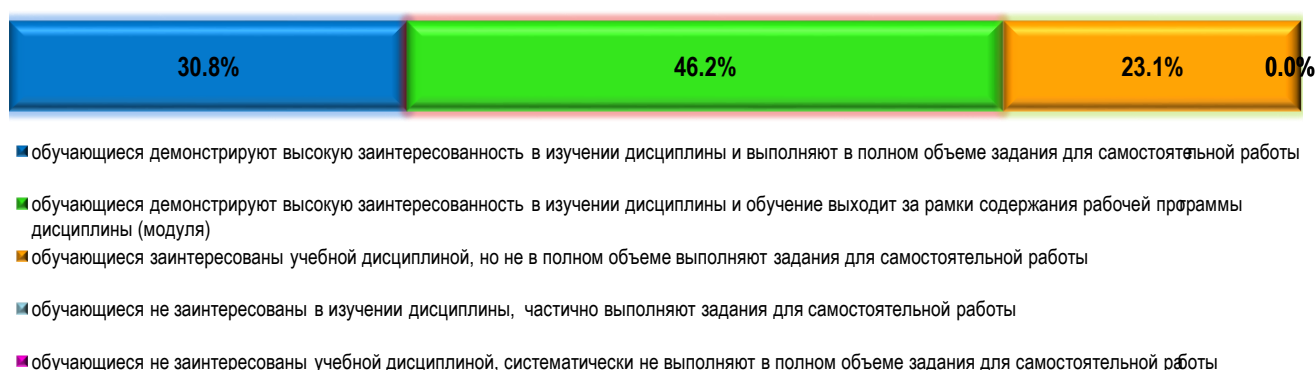 30.8% 46.2% 23.1% 0.0%
обучающиеся демонстрируют высокую заинтересованность в изучении дисциплины и выполняют в полном объеме задания для самостоятельной работы
обучающиеся демонстрируют высокую заинтересованность в изучении дисциплины и обучение выходит за рамки содержания рабочей программы
дисциплины (модуля)
обучающиеся заинтересованы учебной дисциплиной, но не в полном объеме выполняют задания для самостоятельной работы
обучающиеся не заинтересованы в изучении дисциплины, частично выполняют задания для самостоятельной работы
обучающиеся не заинтересованы учебной дисциплиной, систематически не выполняют в полном объеме задания для самостоятельной работы